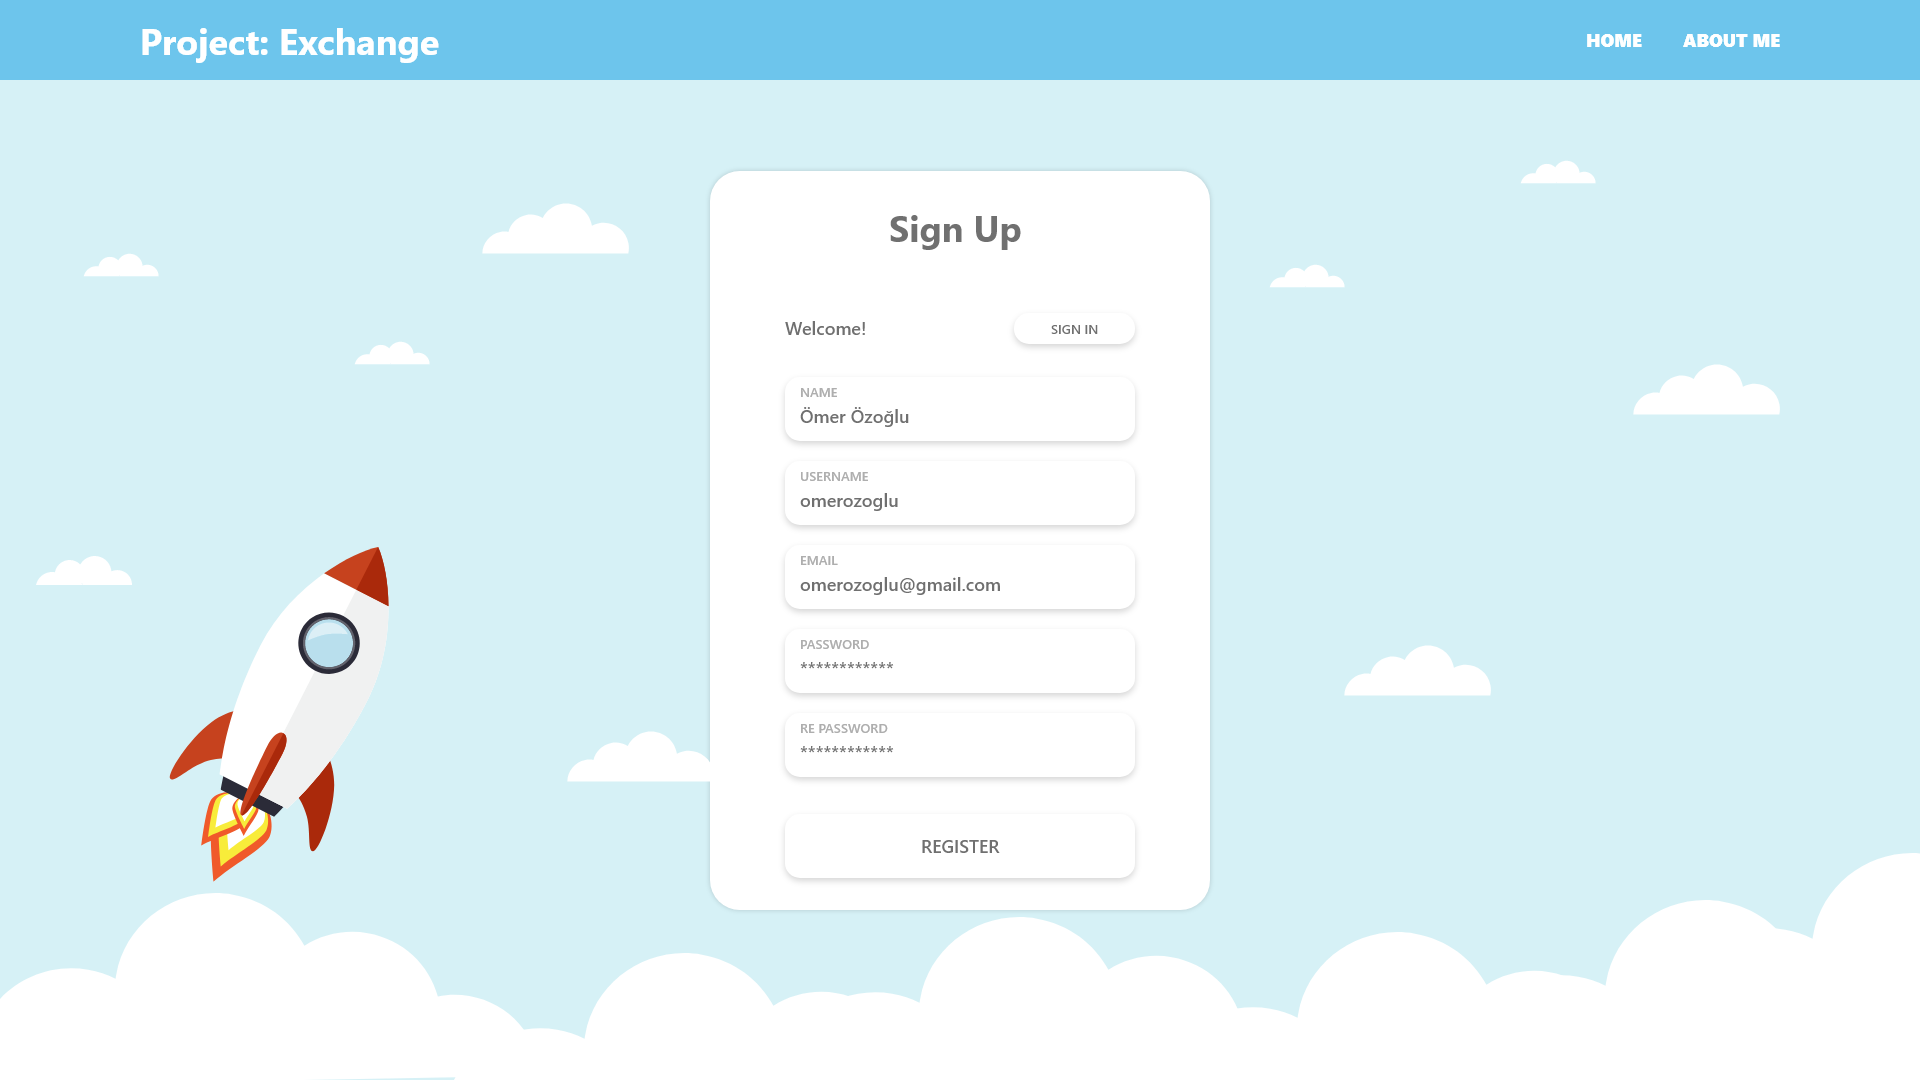 Project: Exchange
HOME
ABOUT ME
Sign Up
Welcome!
SIGN IN
NAME
Ömer Özoğlu
USERNAME
omerozoglu
EMAIL
omerozoglu@gmail.com
PASSWORD
************
RE PASSWORD
************
REGISTER